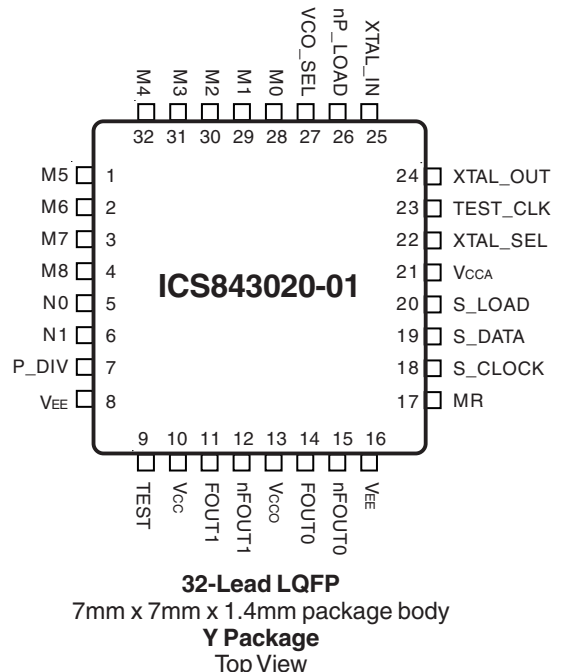 M4 M3 M2 M1 M0 VCO_SEL nP_LOAD XTAL_IN
32 31 30 29 28 27 26 25
M5 1
M6 2
M7 3
M8 4
N0 5
N1 6
P_DIV 7
VEE 8
ICS843020-01
24 XTAL_OUT
23 TEST_CLK
22 XTAL_SEL
21 VCCA
20 S_LOAD
19 S_DATA
18 S_CLOCK
17 MR
9 10 11 12 13 14 15 16
TEST VCC FOUT1 nFOUT1 VCCO FOUT0 nFOUT0 VEE
32-Lead LQFP
7mm x 7mm x 1.4mm package body
Y Package
Top View